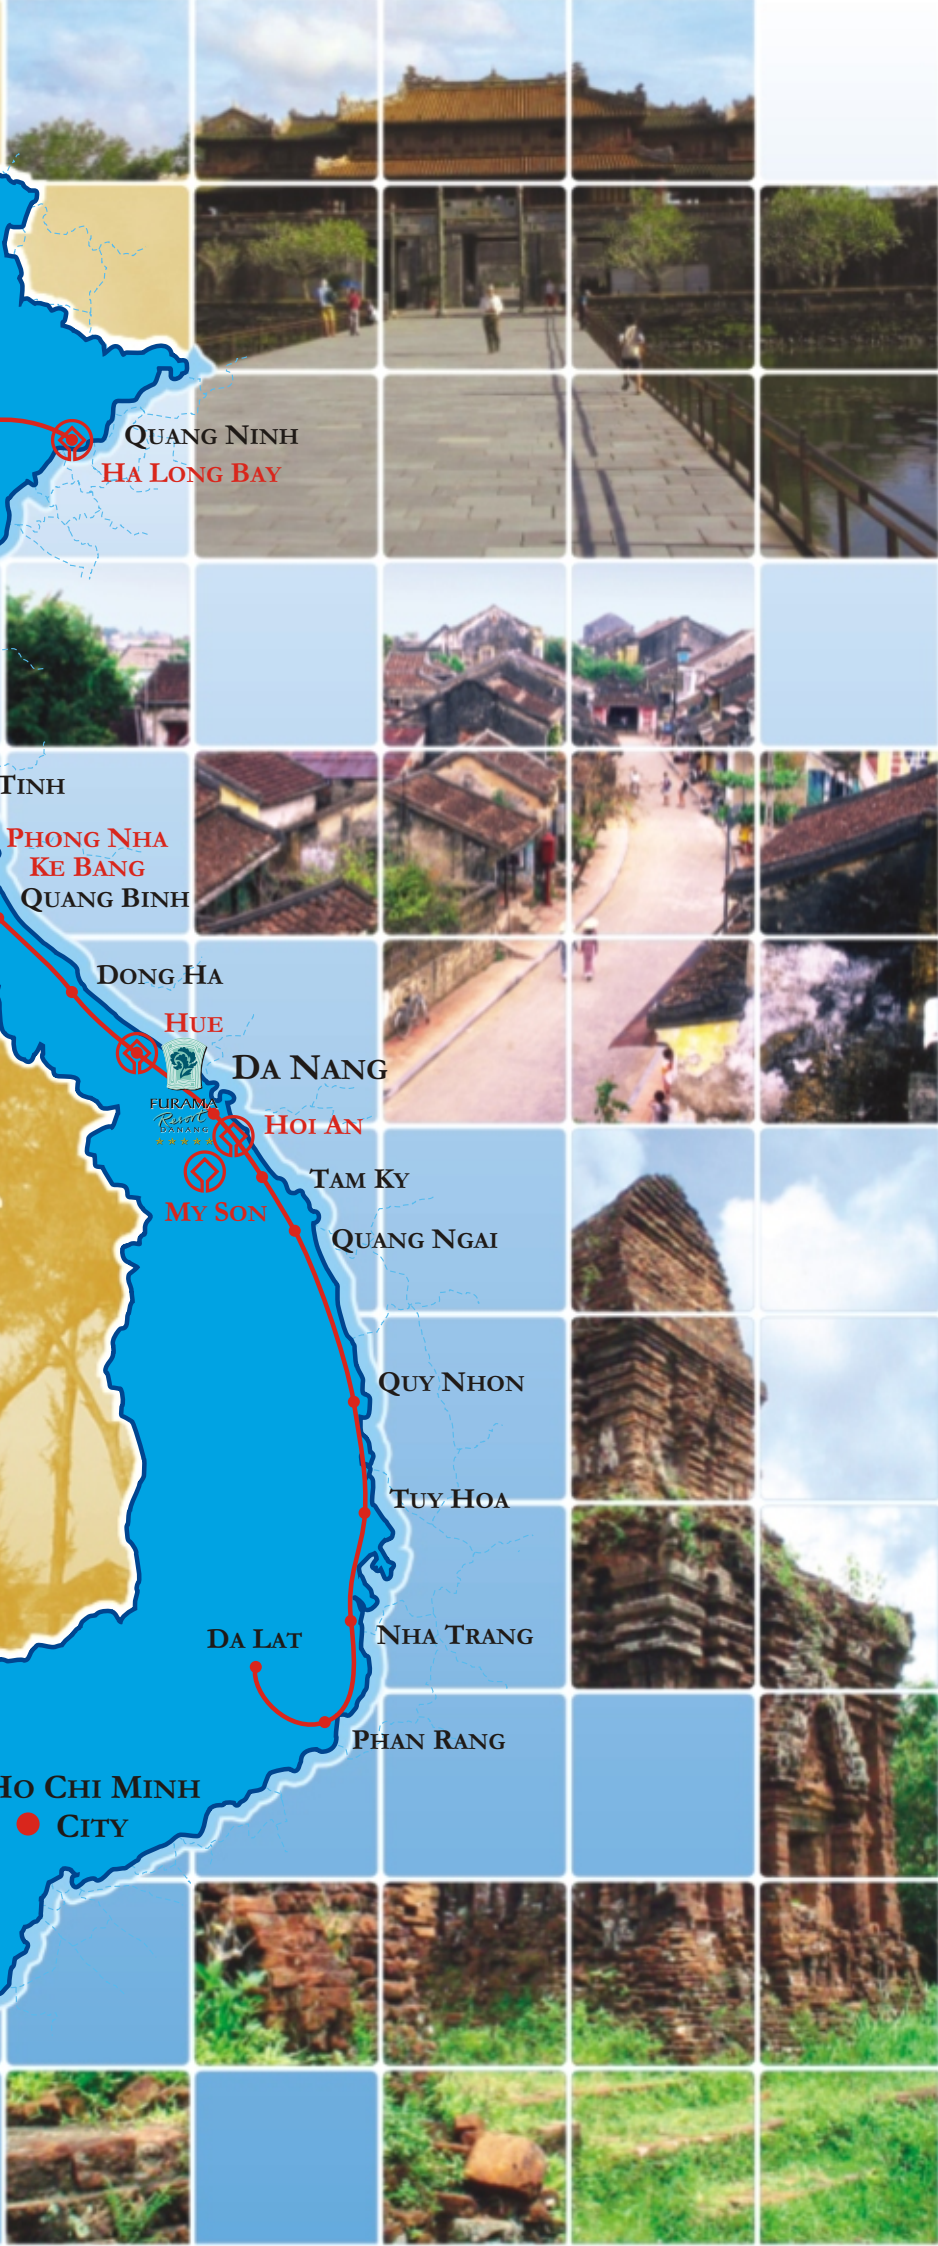 QUANG NINH
HA LONG BAY
TINH
PHONG NHA
KE BANG
QUANG BINH
DONG HA
HUE
DA NANG
FURAMA
Resort
DANANG
HOI AN
TAM KY
MY SON
QUANG NGAI
QUY NHON
TUY HOA
DA LAT
NHA TRANG
PHAN RANG
HO CHI MINH
CITY